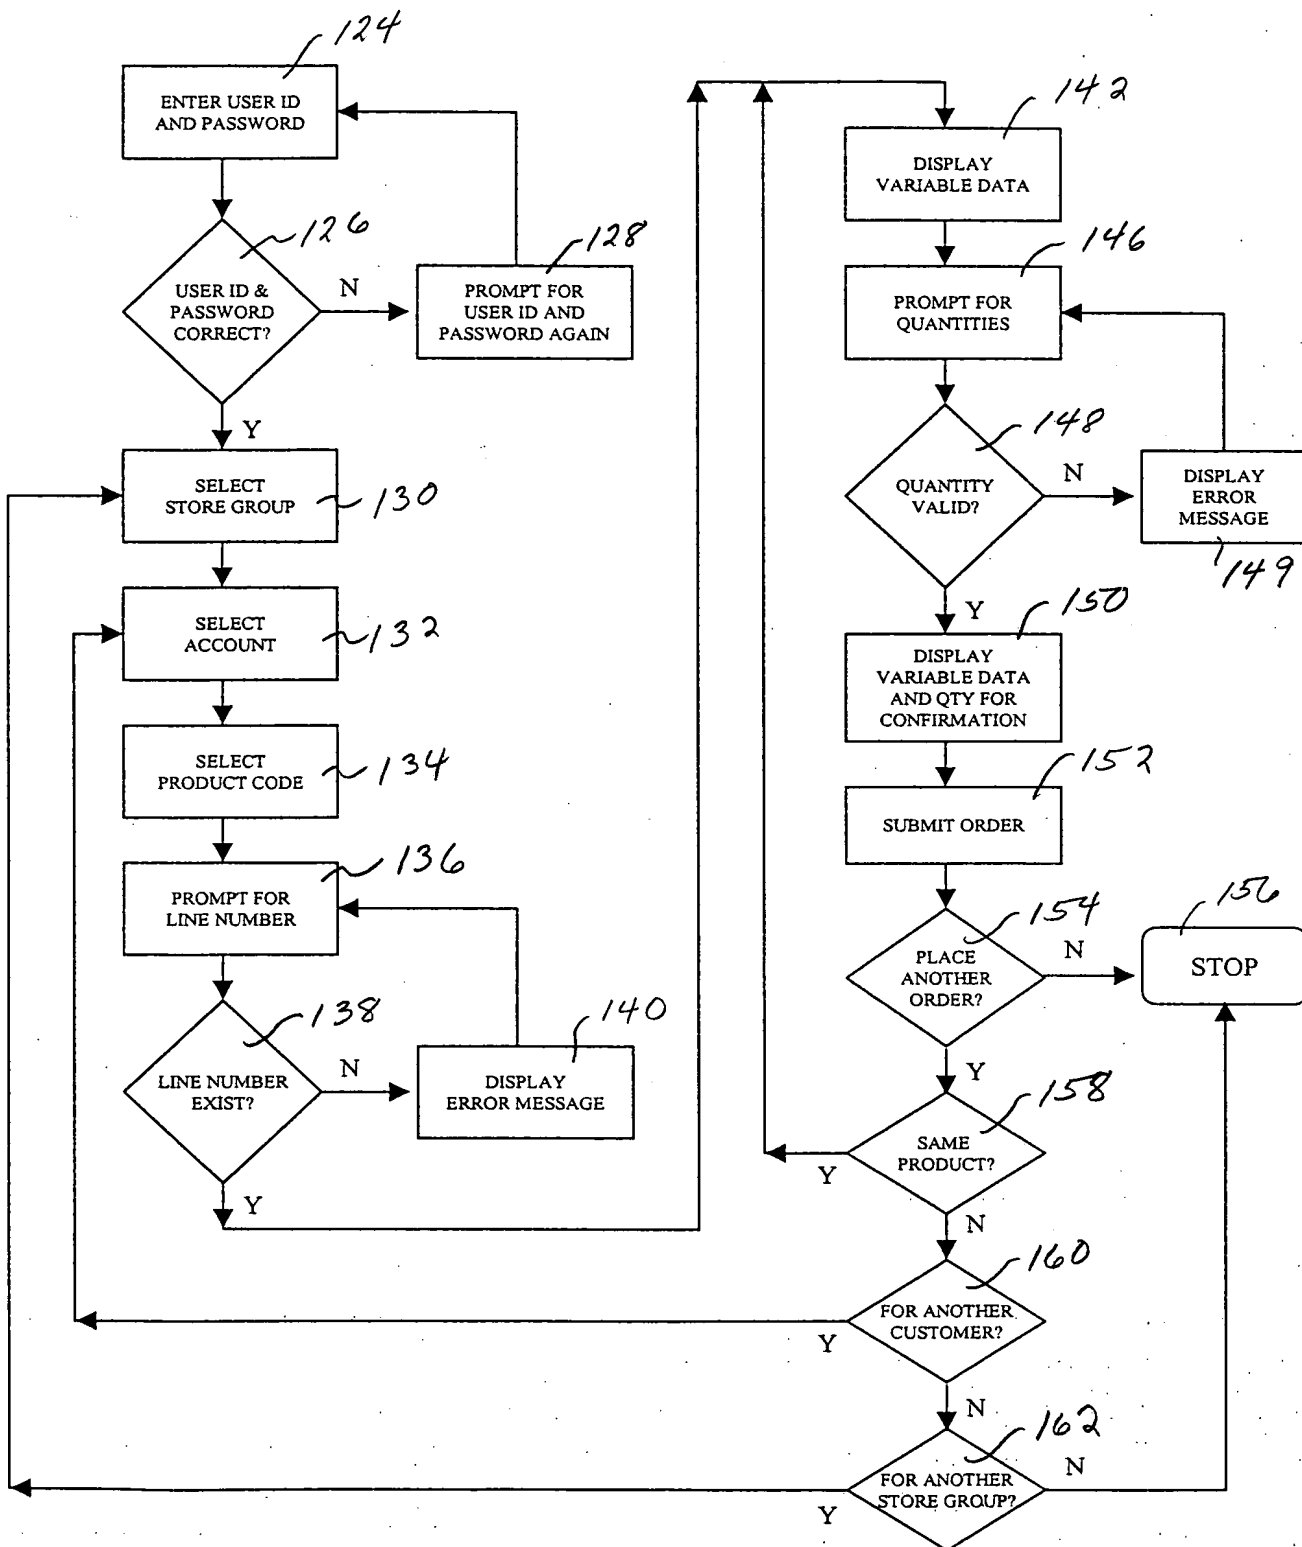 124
ENTER USER ID
AND PASSWORD
126
USER ID &
PASSWORD
CORRECT?
N
128
PROMPT FOR
USER ID AND
PASSWORD AGAIN
Y
SELECT
STORE GROUP
130
SELECT
ACCOUNT
132
SELECT
PRODUCT CODE
134
136
PROMPT FOR
LINE NUMBER
138
LINE NUMBER
EXIST?
N
140
DISPLAY
ERROR MESSAGE
Y
142
DISPLAY
VARIABLE DATA
146
PROMPT FOR
QUANTITIES
148
QUANTITY
VALID?
N
DISPLAY
ERROR
MESSAGE
149
Y
150
DISPLAY
VARIABLE DATA
AND QTY FOR
CONFIRMATION
152
SUBMIT ORDER
154
PLACE
ANOTHER
ORDER?
N
156
STOP
Y
158
SAME
PRODUCT?
Y
N
160
FOR ANOTHER
CUSTOMER?
Y
N
162
FOR ANOTHER
STORE GROUP?
N
Y